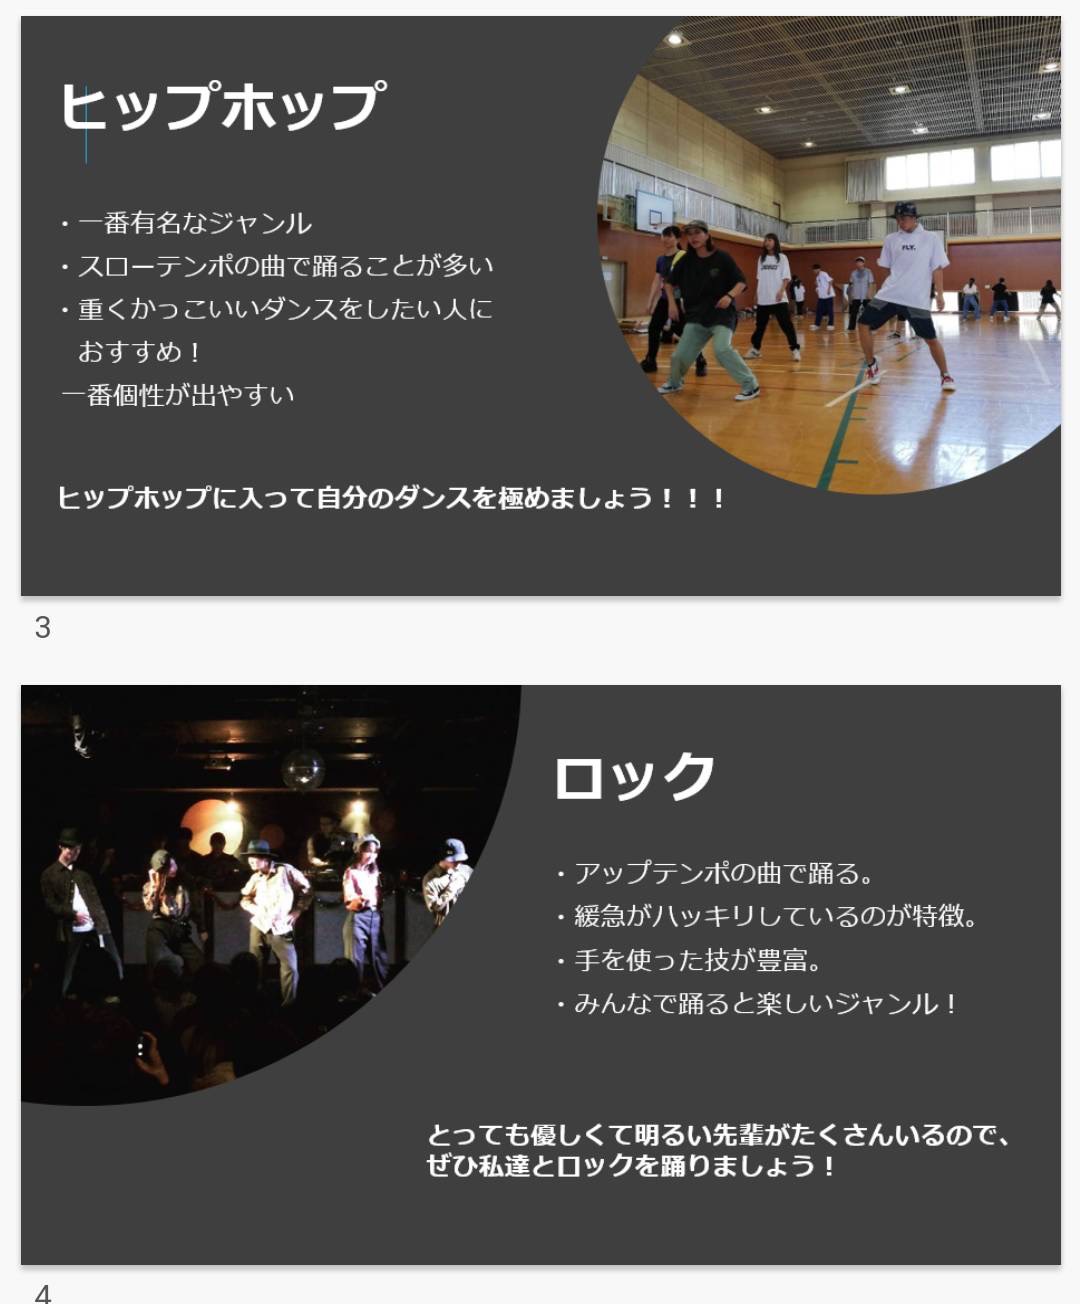 ヒップホップ
・一番有名なジャンル
・スローテンポの曲で踊ることが多い
・重くかっこいいダンスをしたい人に
おすすめ！
一番個性が出やすい
FLY.
ヒップホップに入って自分のダンスを極めましょう！！！
3
ロック
・アップテンポの曲で踊る。
・緩急がハッキリしているのが特徴。
・手を使った技が豊富。
・みんなで踊ると楽しいジャンル！
とっても優しくて明るい先輩がたくさんいるので、
ぜひ私達とロックを踊りましょう！
4